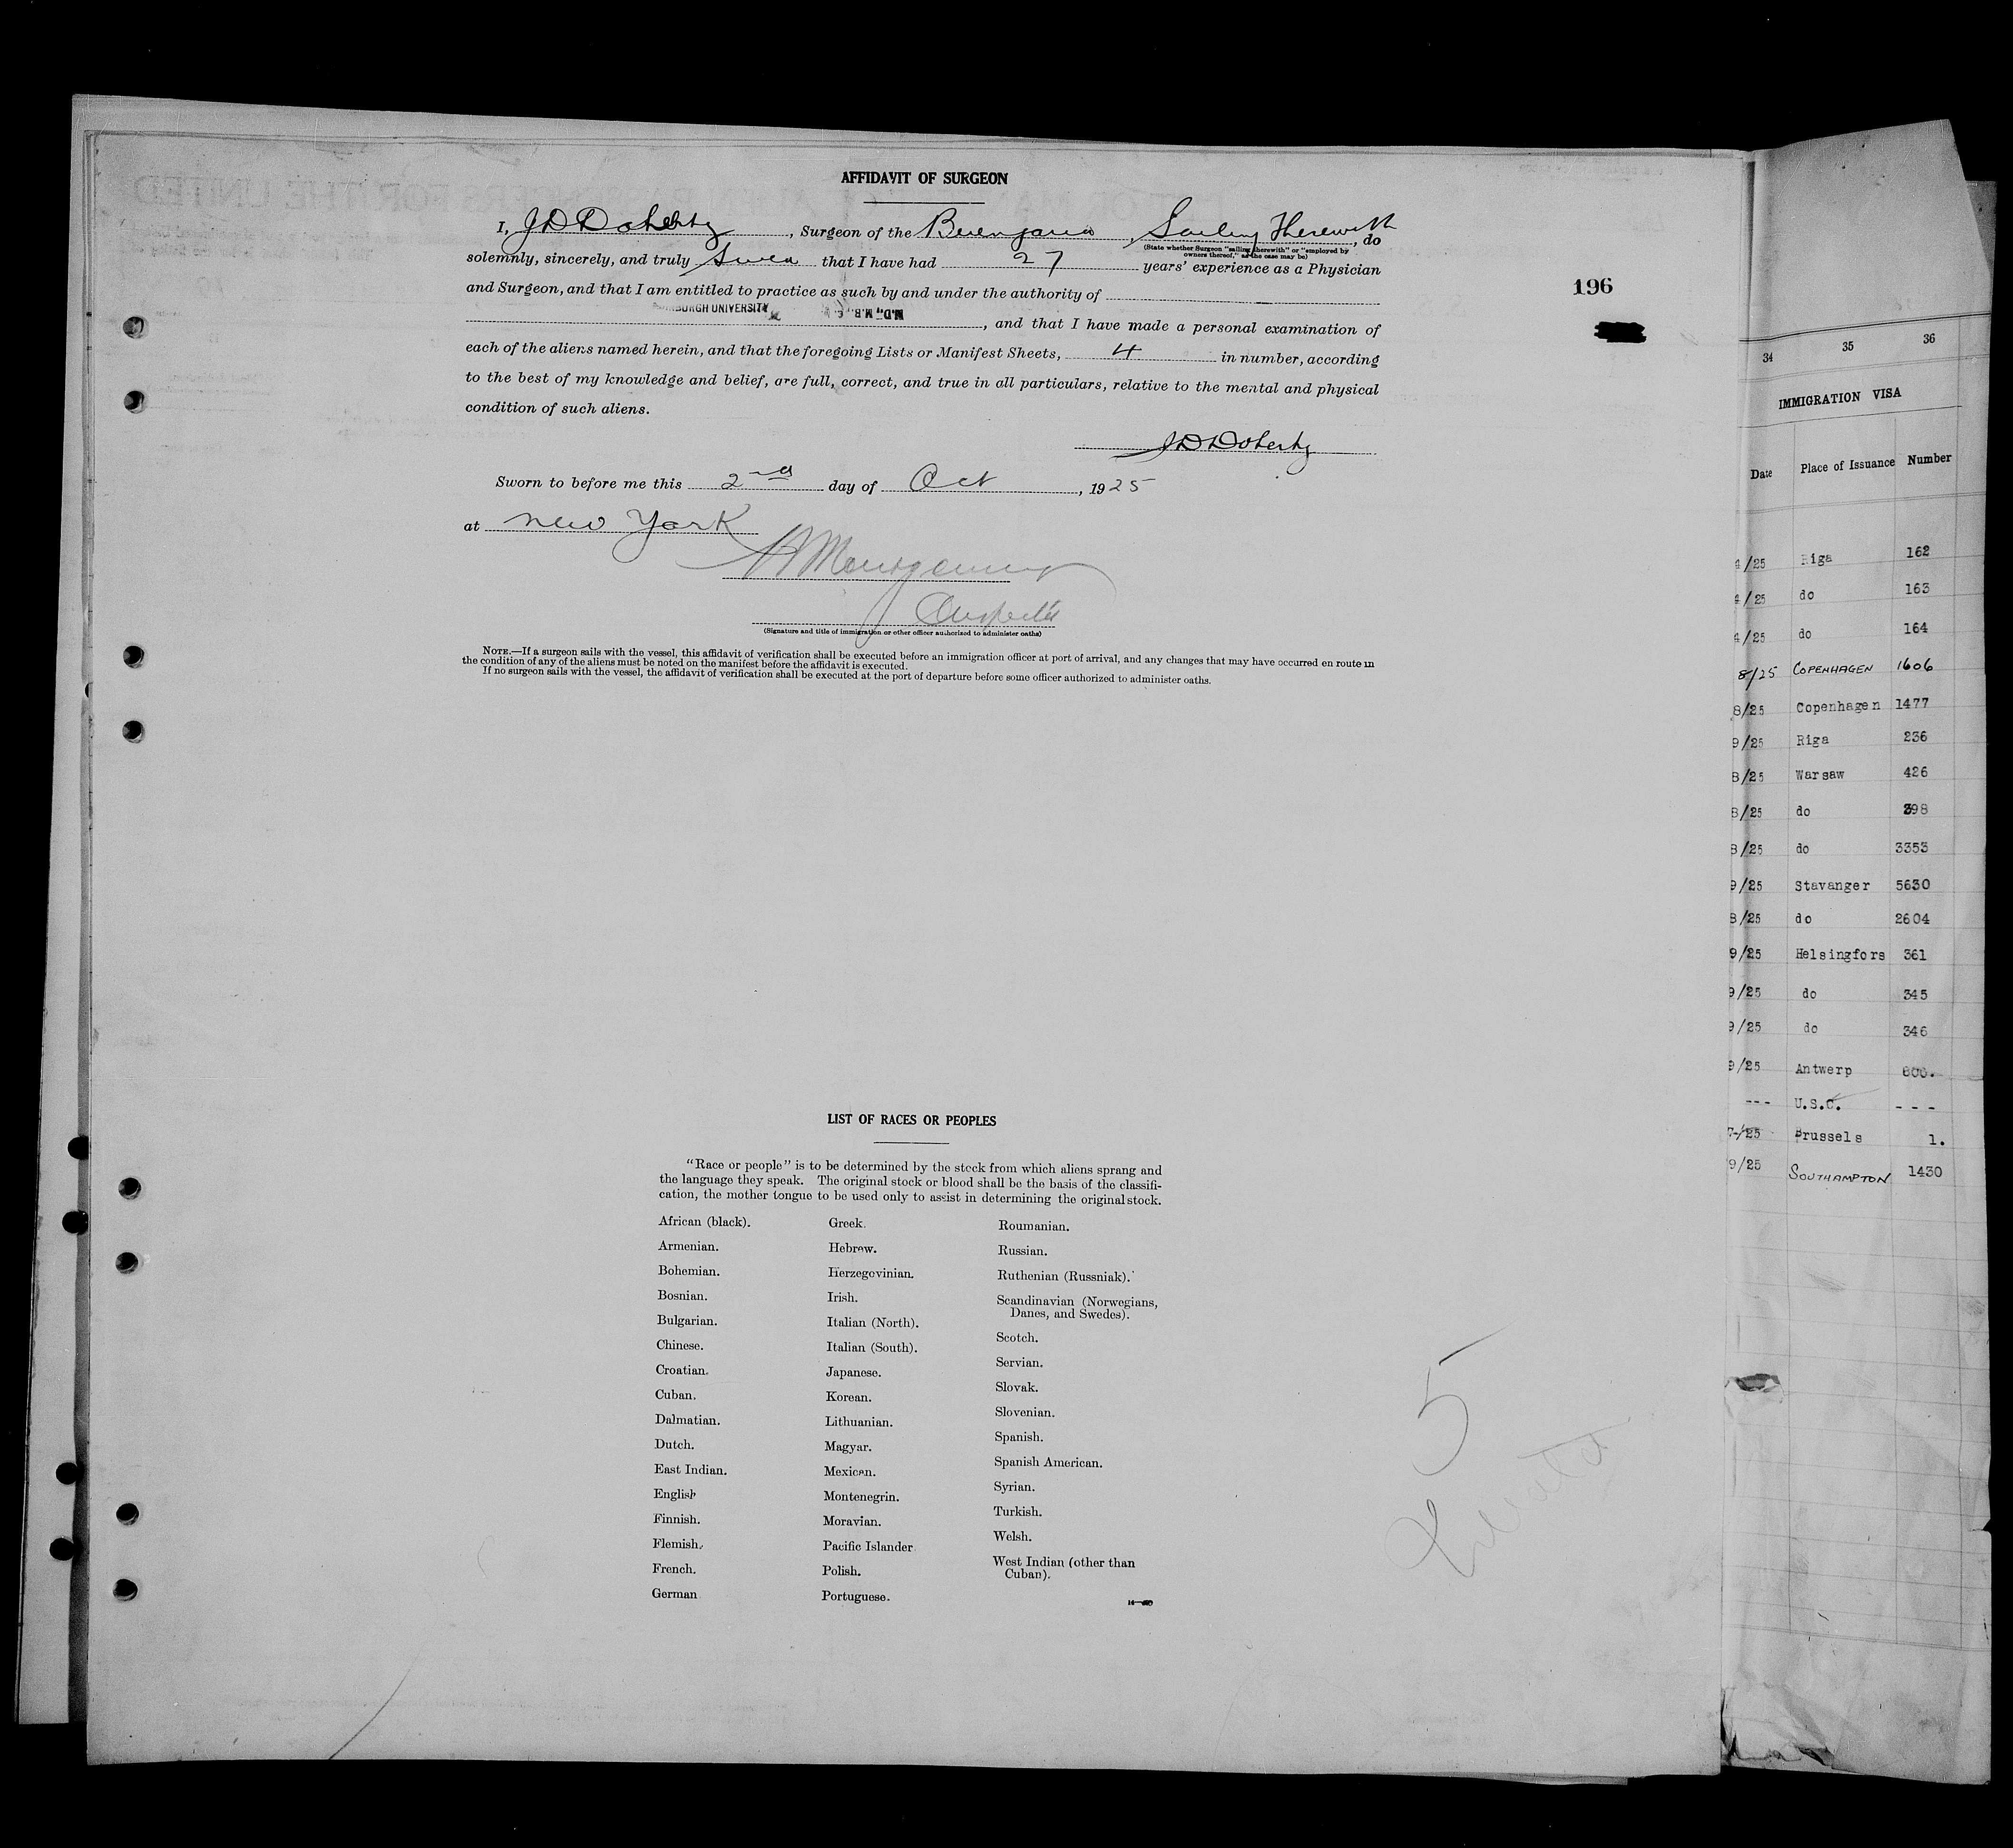 AFFIDAVIT OF SURGEON
I, J D Doherty, Surgeon of the Berengaria, Sailing Therewith, do
(State whether Surgeon "sailing therewith" or "employed by
owners thereof," as the case may be)
solemnly, sincerely, and truly Swear that I have had 27 years' experience as a Physician
and Surgeon, and that I am entitled to practice as such by and under the authority of
BURGH UNIVERSITY M.D., M.B., C, and that I have made a personal examination of
each of the aliens named herein, and that the foregoing Lists or Manifest Sheets, 4 in number, according
to the best of my knowledge and belief, are full, correct, and true in all particulars, relative to the mental and physical
condition of such aliens.
J D Doherty
Sworn to before me this 2nd day of Oct, 1925
at New York
Montgomery
Inspector
(Signature and title of immigration or other officer authorized to administer oaths)
NOTE.—If a surgeon sails with the vessel, this affidavit of verification shall be executed before an immigration officer at port of arrival, and any changes that may have occurred en route in
the condition of any of the aliens must be noted on the manifest before the affidavit is executed.
If no surgeon sails with the vessel, the affidavit of verification shall be executed at the port of departure before some officer authorized to administer oaths.
196
LIST OF RACES OR PEOPLES
"Race or people" is to be determined by the stock from which aliens sprang and
the language they speak. The original stock or blood shall be the basis of the classifi-
cation, the mother tongue to be used only to assist in determining the original stock.
African (black).
Armenian.
Bohemian.
Bosnian.
Bulgarian.
Chinese.
Croatian.
Cuban.
Dalmatian.
Dutch.
East Indian.
English
Finnish.
Flemish.
French.
German
Greek.
Hebrew.
Herzegovinian.
Irish.
Italian (North).
Italian (South).
Japanese.
Korean.
Lithuanian.
Magyar.
Mexican.
Montenegrin.
Moravian.
Pacific Islander
Polish.
Portuguese.
Roumanian.
Russian.
Ruthenian (Russniak).
Scandinavian (Norwegians,
Danes, and Swedes).
Scotch.
Servian.
Slovak.
Slovenian.
Spanish.
Spanish American.
Syrian.
Turkish.
Welsh.
West Indian (other than
Cuban).
5
34 35 36
IMMIGRATION VISA
Date Place of Issuance Number
4/25 Riga 162
4/25 do 163
4/25 do 164
8/25 COPENHAGEN 1606
8/25 Copenhagen 1477
9/25 Riga 236
8/25 Warsaw 426
8/25 do 398
8/25 do 3353
9/25 Stavanger 5630
8/25 do 2604
9/25 Helsingfors 361
9/25 do 345
9/25 do 346
9/25 Antwerp
--- U.S.C. ---
/25 Brussels 1.
9/25 SOUTHAMPTON 1430